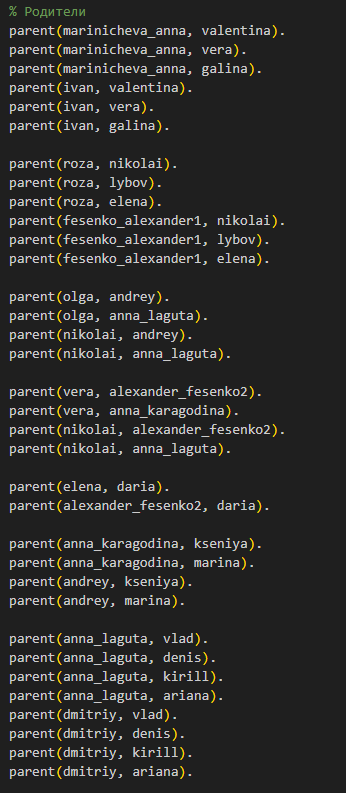 % Родители
parent(marinicheva_anna, valentina).
parent(marinicheva_anna, vera).
parent(marinicheva_anna, galina).
parent(ivan, valentina).
parent(ivan, vera).
parent(ivan, galina).
parent(roza, nikolai).
parent(roza, lybov).
parent(roza, elena).
parent(fesenko_alexander1, nikolai).
parent(fesenko_alexander1, lybov).
parent(fesenko_alexander1, elena).
parent(olga, andrey).
parent(olga, anna_laguta).
parent(nikolai, andrey).
parent(nikolai, anna_laguta).
parent(vera, alexander_fesenko2).
parent(vera, anna_karagodina).
parent(nikolai, alexander_fesenko2).
parent(nikolai, anna_laguta).
parent(elena, daria).
parent(alexander_fesenko2, daria).
parent(anna_karagodina, kseniya).
parent(anna_karagodina, marina).
parent(andrey, kseniya).
parent(andrey, marina).
parent(anna_laguta, vlad).
parent(anna_laguta, denis).
parent(anna_laguta, kirill).
parent(anna_laguta, ariana).
parent(dmitriy, vlad).
parent(dmitriy, denis).
parent(dmitriy, kirill).
parent(dmitriy, ariana).